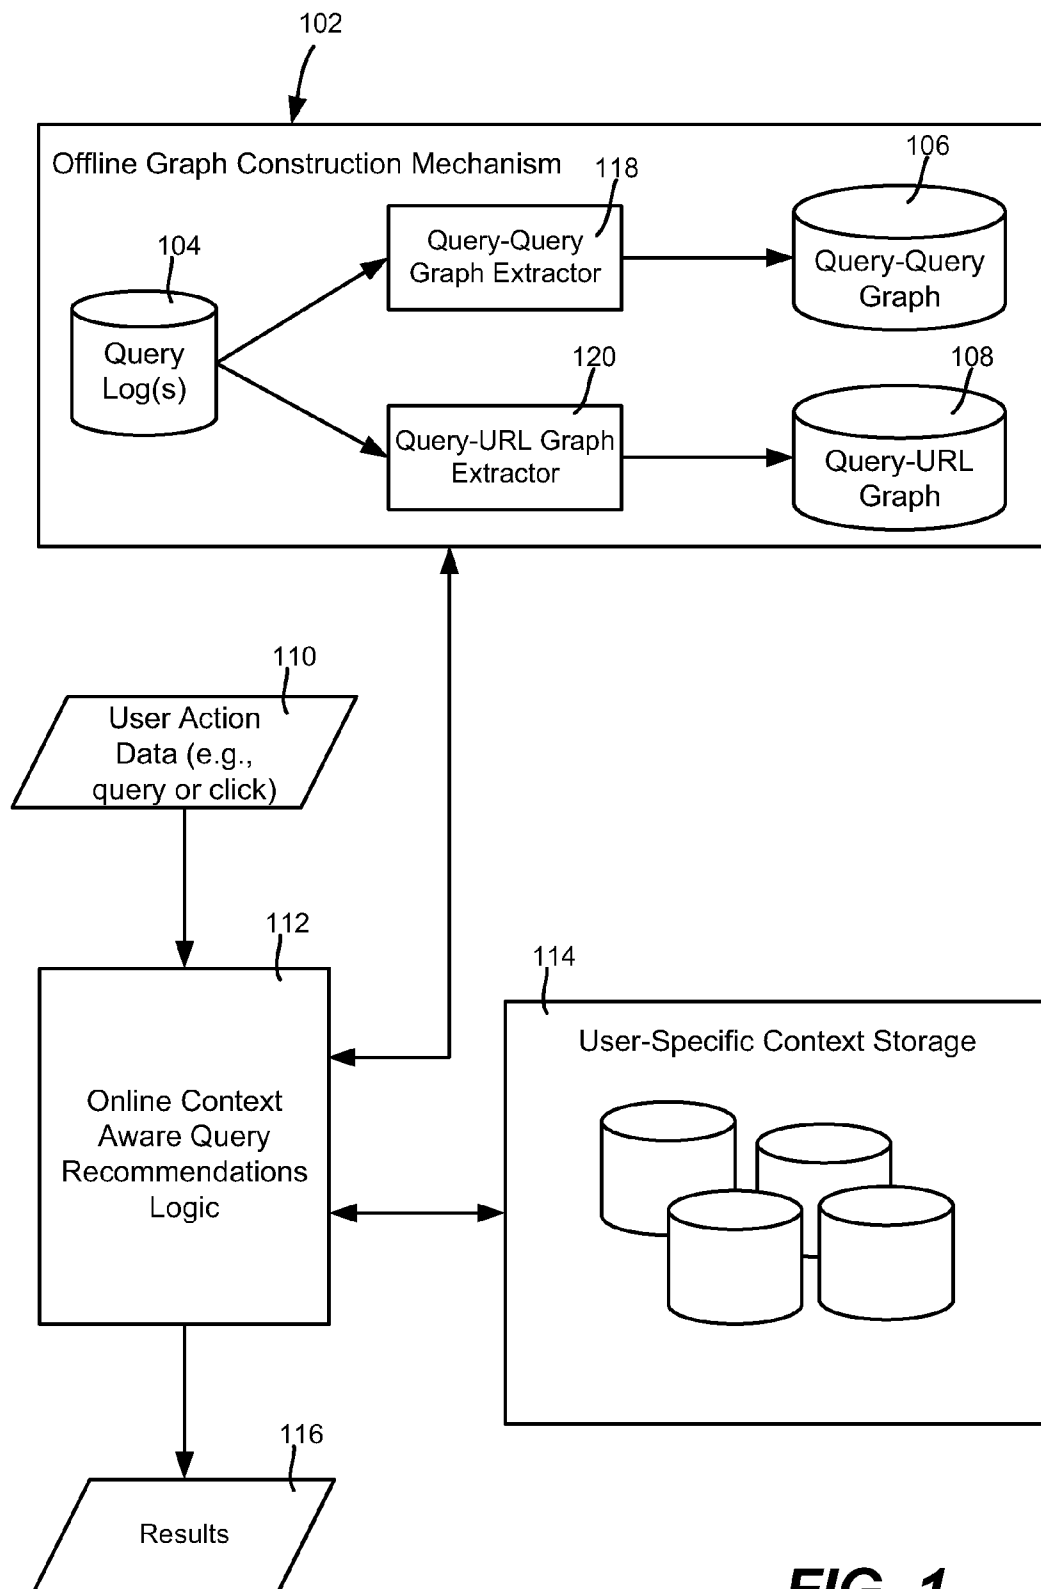 102
Offline Graph Construction Mechanism
118
106
104
Query-Query
Graph Extractor
Query-Query
Graph
Query
Log(s)
120
108
Query-URL Graph
Extractor
Query-URL
Graph
110
User Action
Data (e.g.,
query or click)
112
114
User-Specific Context Storage
Online Context
Aware Query
Recommendations
Logic
116
Results
FIG. 1